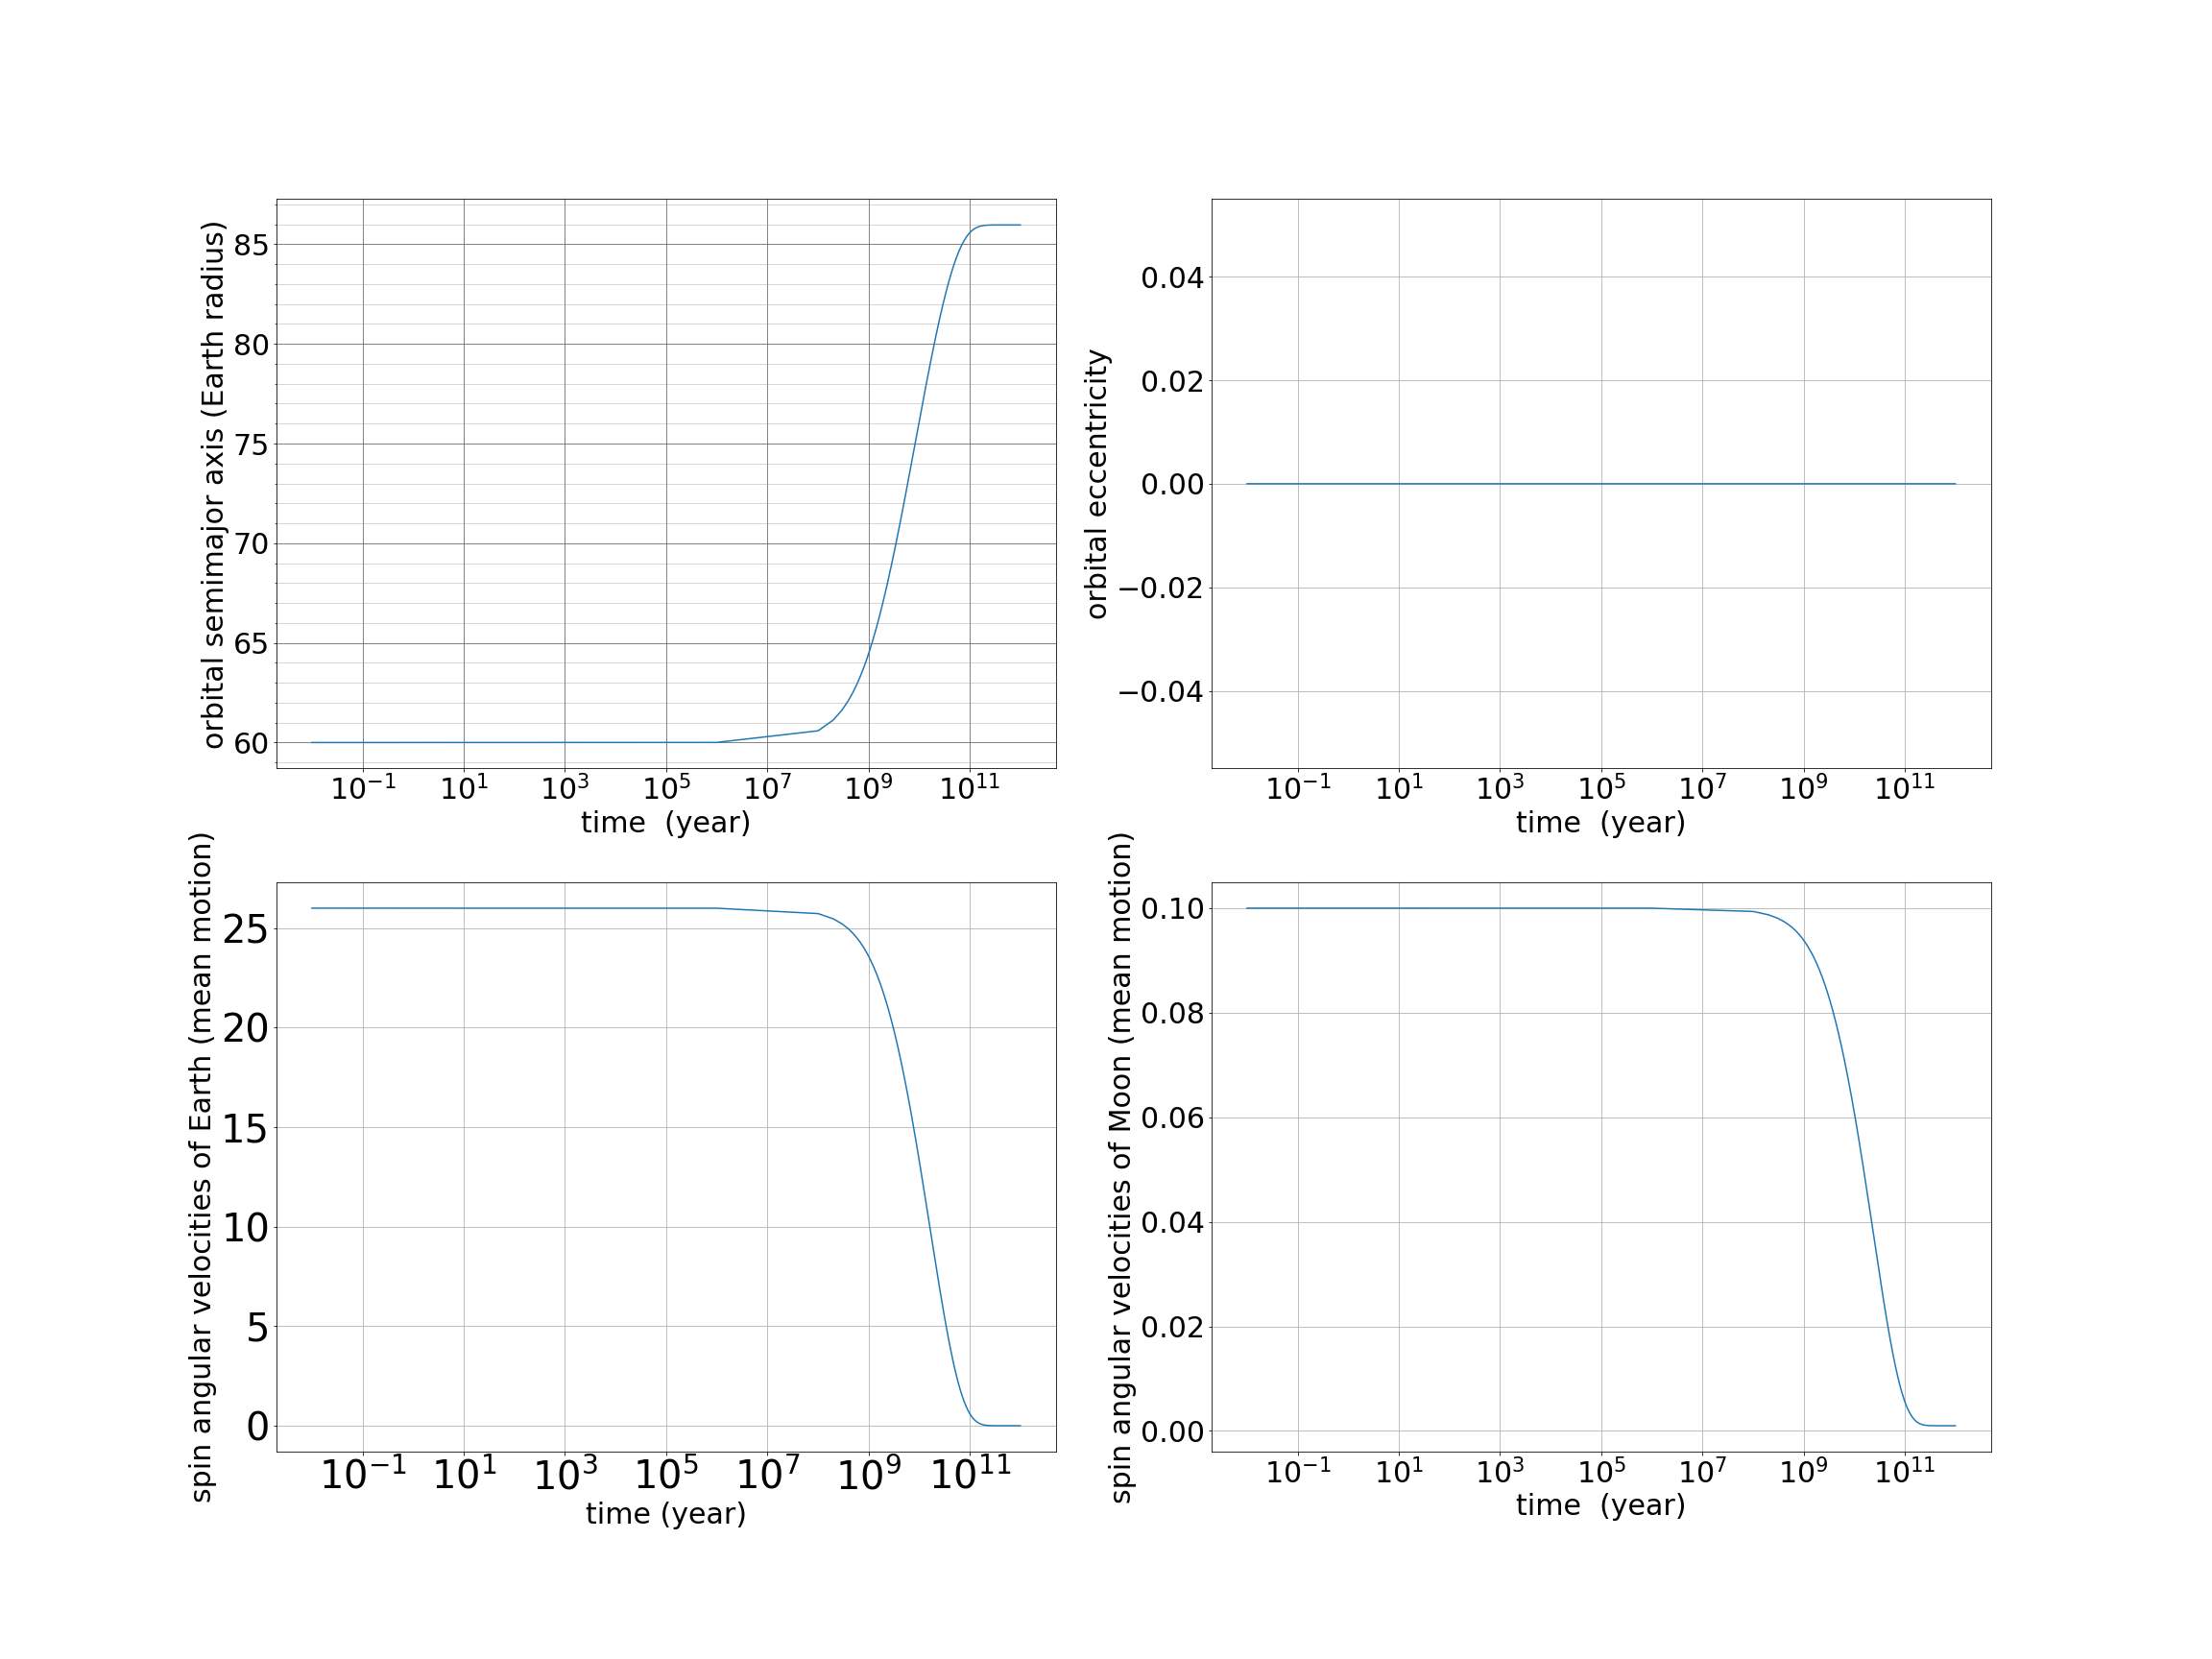 orbital semimajor axis (Earth radius)
85
80
75
70
65
60
10⁻¹ 10¹ 10³ 10⁵ 10⁷ 10⁹ 10¹¹
time (year)
orbital eccentricity
0.04
0.02
0.00
−0.02
−0.04
10⁻¹ 10¹ 10³ 10⁵ 10⁷ 10⁹ 10¹¹
time (year)
spin angular velocities of Earth (mean motion)
25
20
15
10
5
0
10⁻¹ 10¹ 10³ 10⁵ 10⁷ 10⁹ 10¹¹
time (year)
spin angular velocities of Moon (mean motion)
0.10
0.08
0.06
0.04
0.02
0.00
10⁻¹ 10¹ 10³ 10⁵ 10⁷ 10⁹ 10¹¹
time (year)